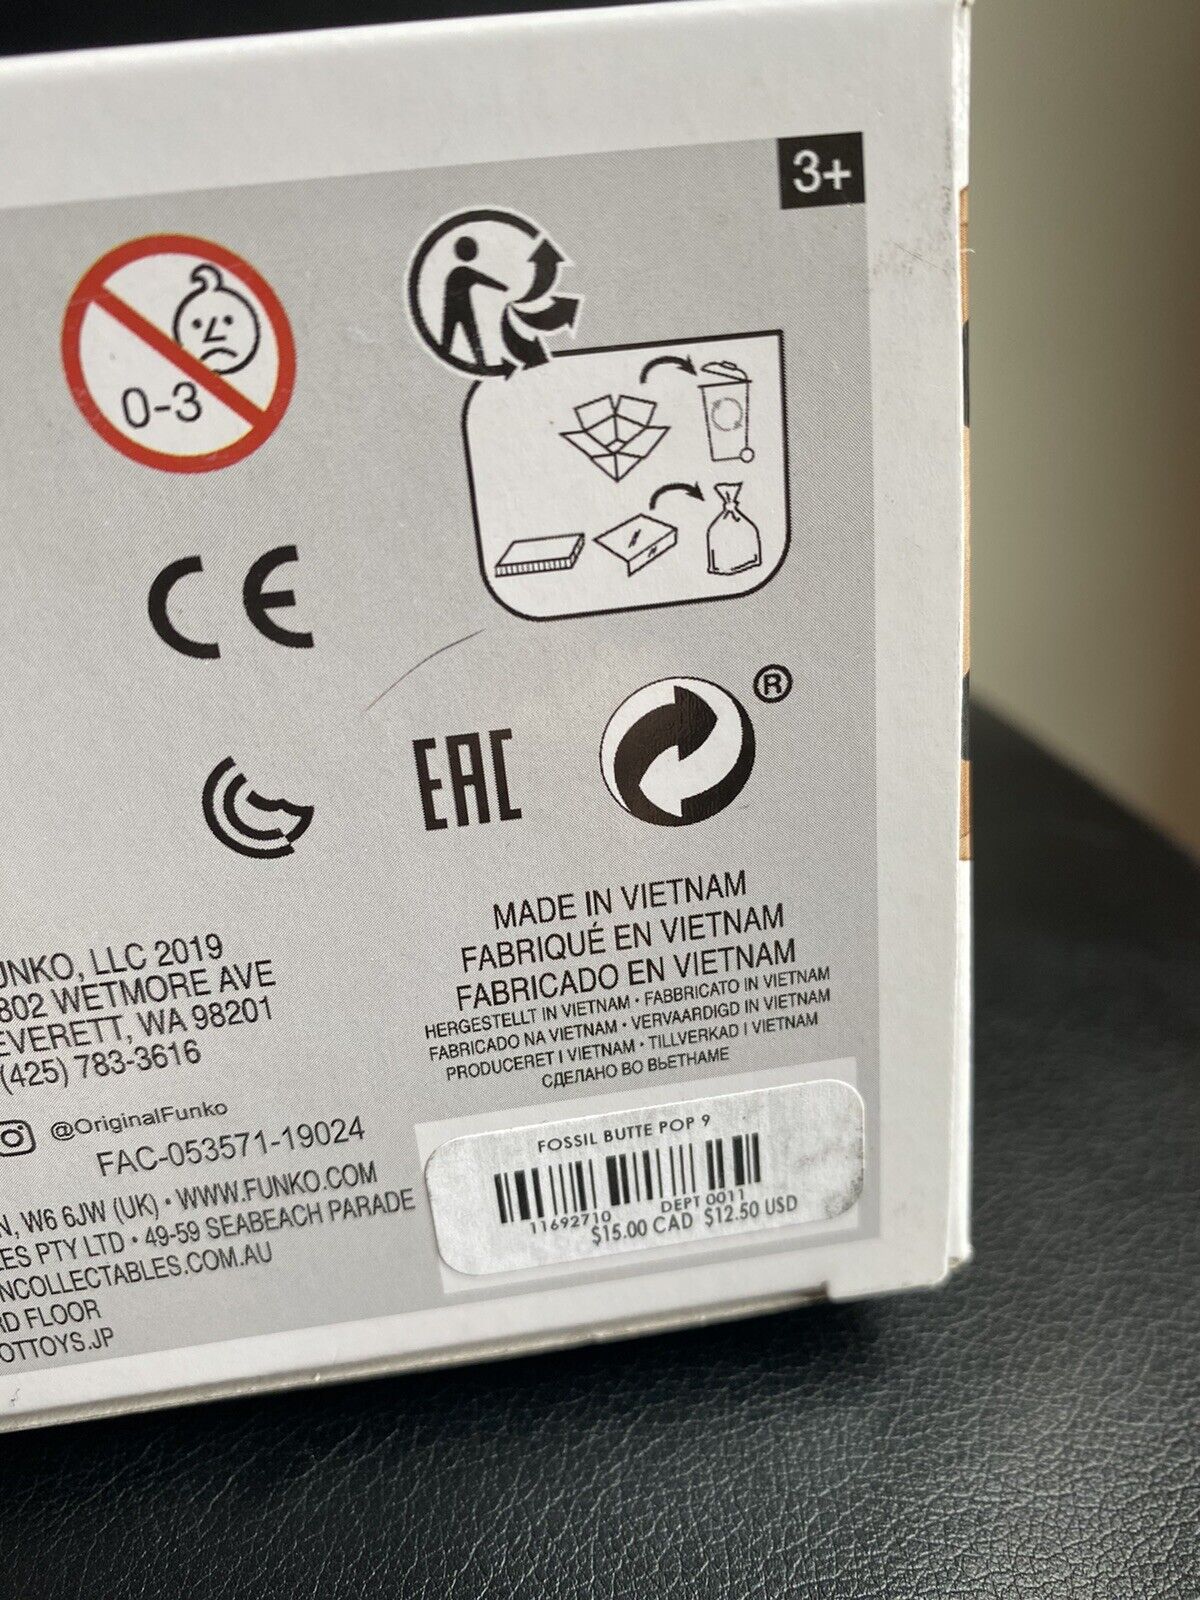 3+
0-3
CE
EAC
®
MADE IN VIETNAM
FABRIQUÉ EN VIETNAM
FABRICADO EN VIETNAM
HERGESTELLT IN VIETNAM • FABBRICATO IN VIETNAM
FABRICADO NA VIETNAM • VERVAARDIGD IN VIETNAM
PRODUCERET I VIETNAM • TILLVERKAD I VIETNAM
СДЕЛАНО ВО ВЬЕТНАМЕ
UNKO, LLC 2019
802 WETMORE AVE
EVERETT, WA 98201
(425) 783-3616
@OriginalFunko
FAC-053571-19024
N, W6 6JW (UK) • WWW.FUNKO.COM
ES PTY LTD • 49-59 SEABEACH PARADE
NCOLLECTABLES.COM.AU
RD FLOOR
OTTOYS.JP
FOSSIL BUTTE POP 9
11692710 DEPT 0011
$15.00 CAD $12.50 USD